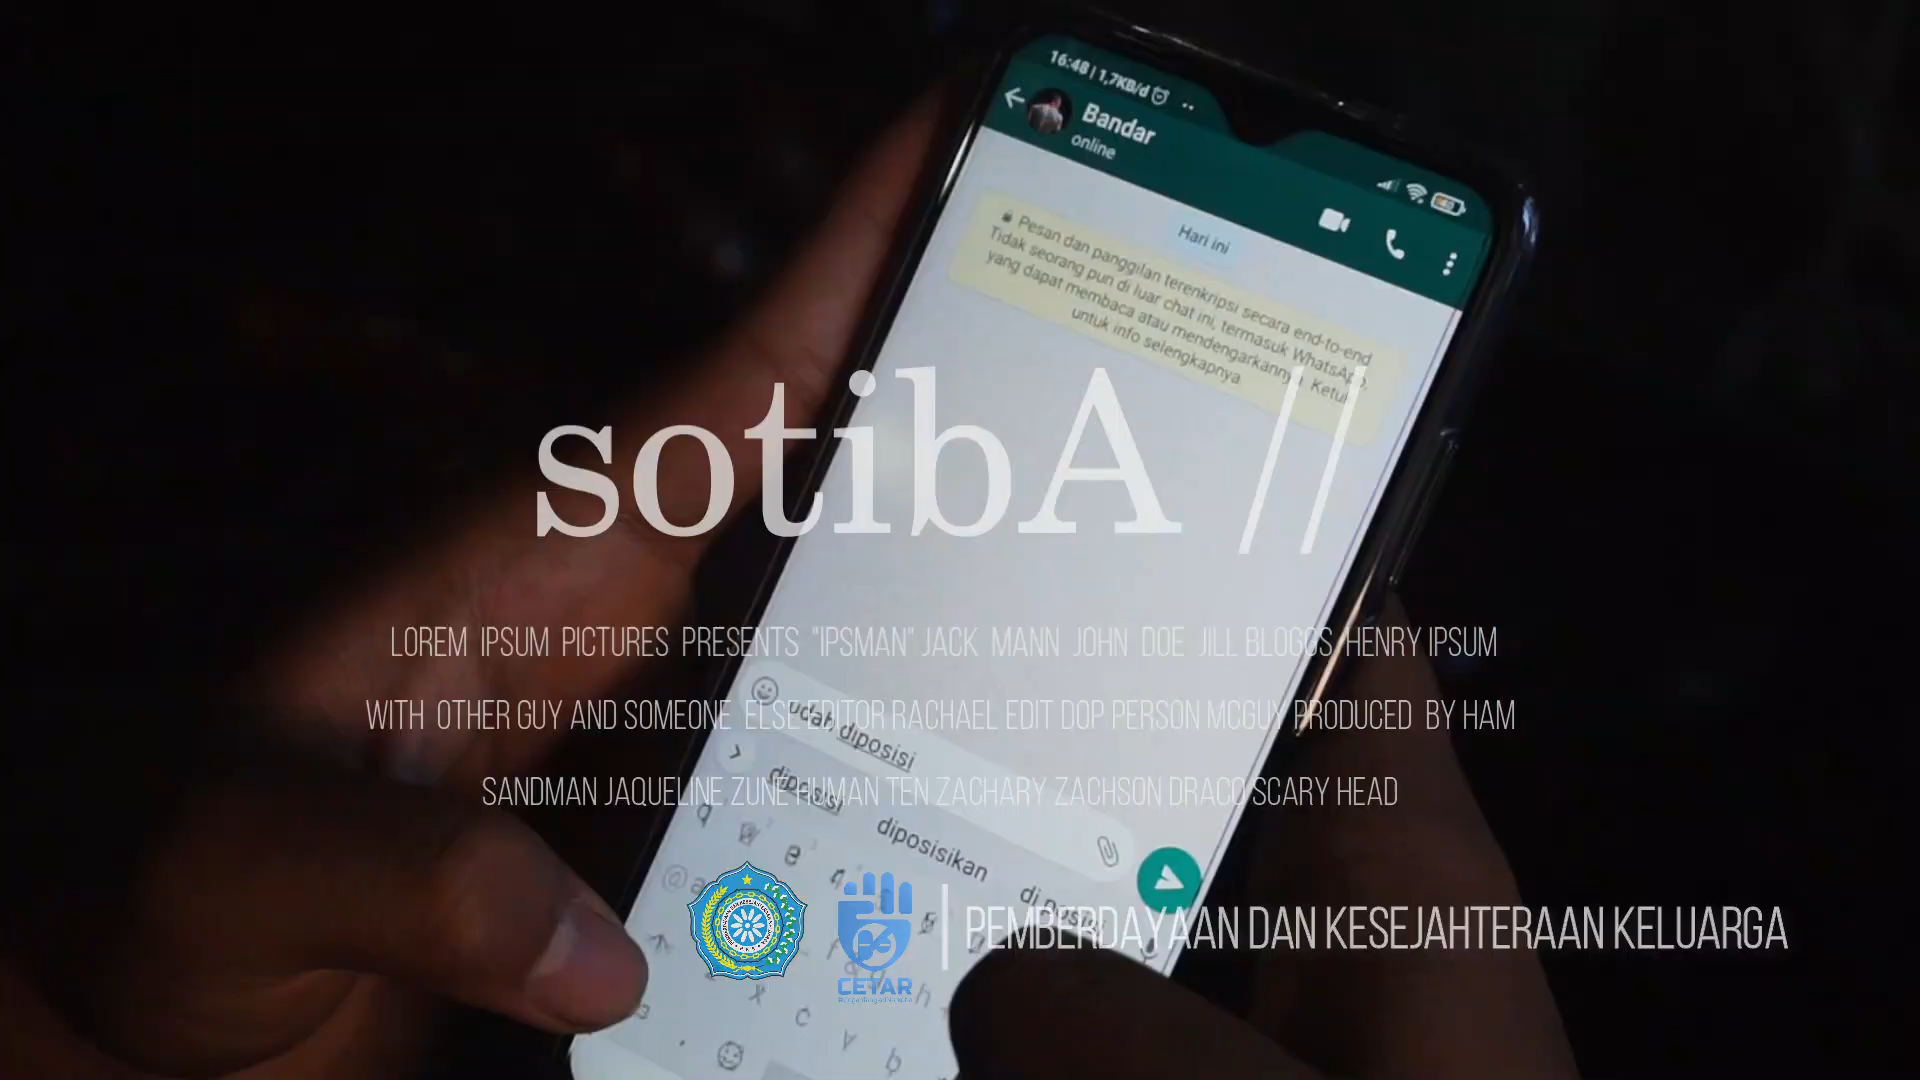 16:48 | 1,7KB/d
Bandar
online
Hari ini
Pesan dan panggilan terenkripsi secara end-to-end
Tidak seorang pun di luar chat ini, termasuk WhatsApp,
yang dapat membaca atau mendengarkannya. Ketuk
untuk info selengkapnya
sotibA //
LOREM IPSUM PICTURES PRESENTS "IPSMAN" JACK MANN JOHN DOE JILL BLOGGS HENRY IPSUM
WITH OTHER GUY AND SOMEONE ELSE EDITOR RACHAEL EDIT DOP PERSON MCGUY PRODUCED BY HAM
SANDMAN JAQUELINE ZUNE HUMAN TEN ZACHARY ZACHSON DRACO SCARY HEAD
udah diposisi
diposisi diposisikan di posisi
q w e r
@ a
x c v b
CETAR
PEMBERDAYAAN DAN KESEJAHTERAAN KELUARGA